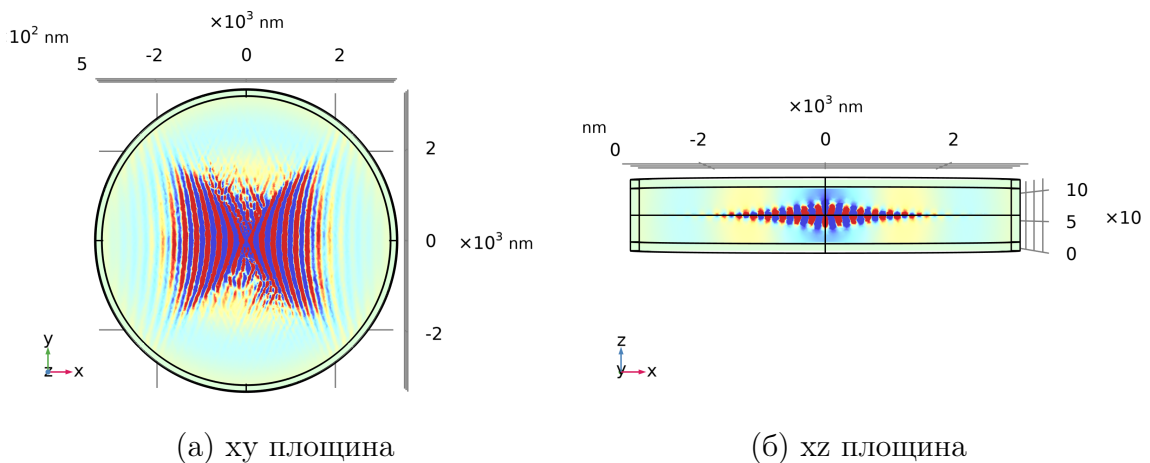 ×10³ nm
10² nm
5
-2 0 2
2
0 ×10³ nm
-2
y
z x
(а) xy площина
×10³ nm
nm
0
-2 0 2
10
5 ×10
0
z
y x
(б) xz площина